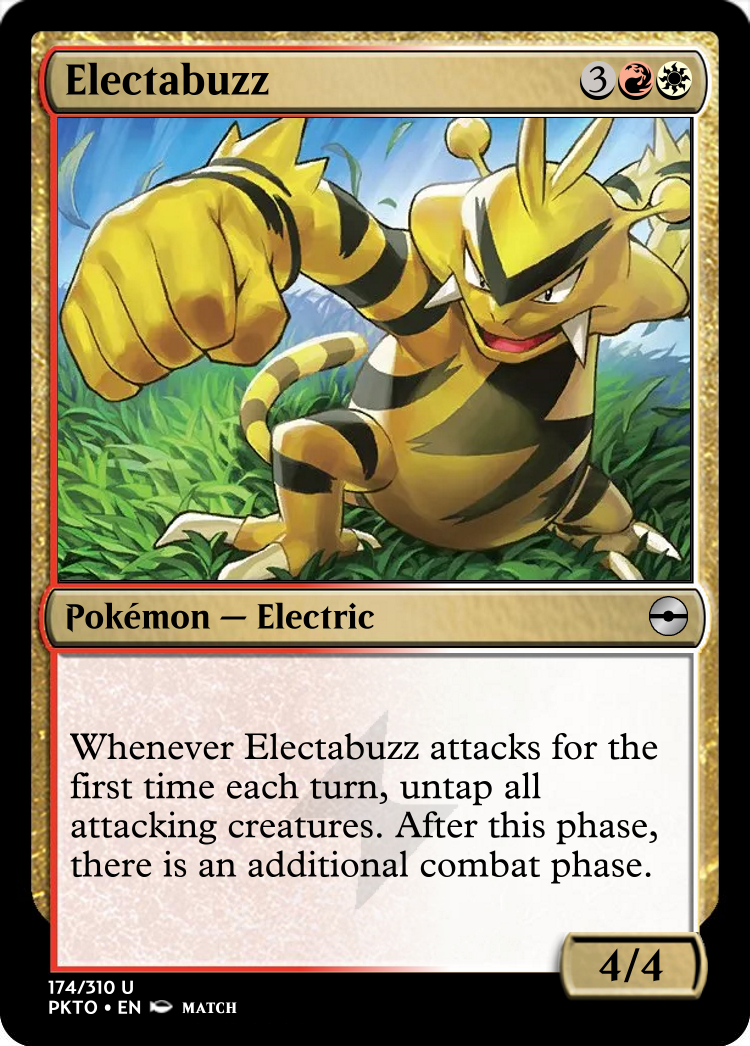 Electabuzz 3
Pokémon — Electric
Whenever Electabuzz attacks for the
first time each turn, untap all
attacking creatures. After this phase,
there is an additional combat phase.
4/4
174/310 U
PKTO • EN MATCH